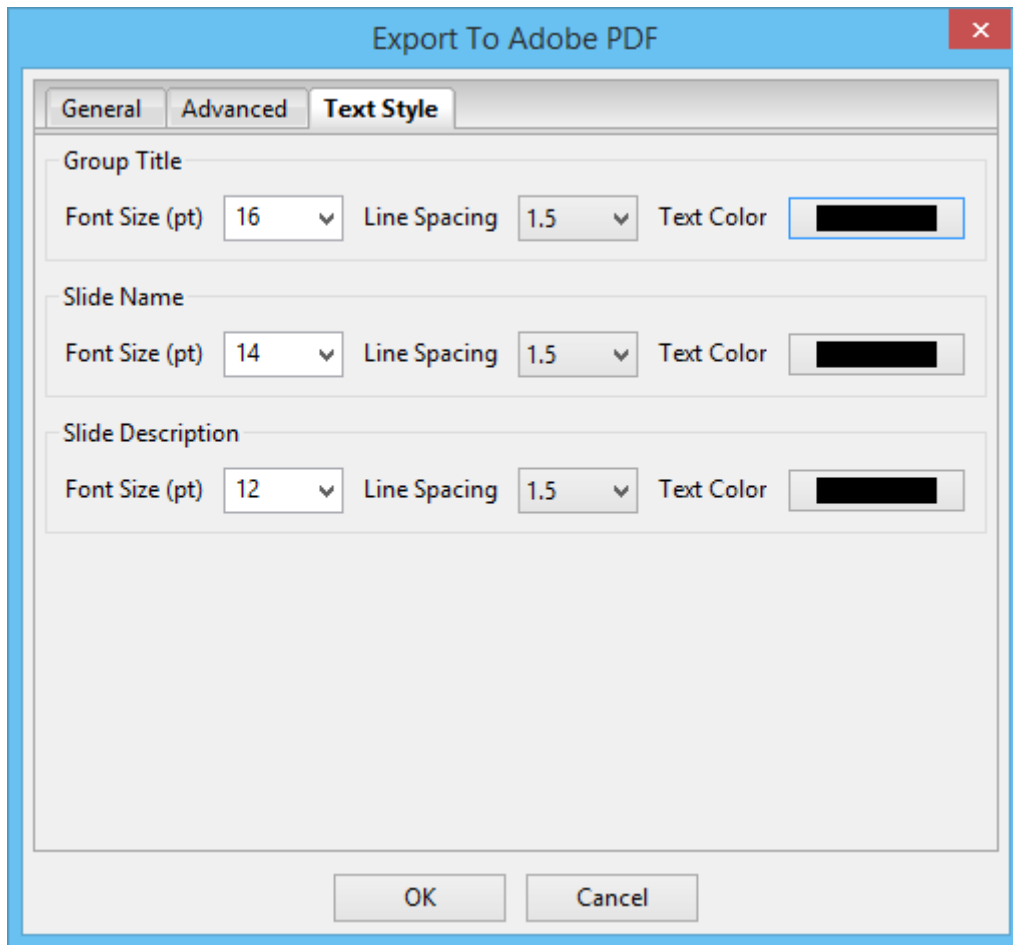 Export To Adobe PDF
General Advanced Text Style
Group Title
Font Size (pt) 16 Line Spacing 1.5 Text Color
Slide Name
Font Size (pt) 14 Line Spacing 1.5 Text Color
Slide Description
Font Size (pt) 12 Line Spacing 1.5 Text Color
OK Cancel